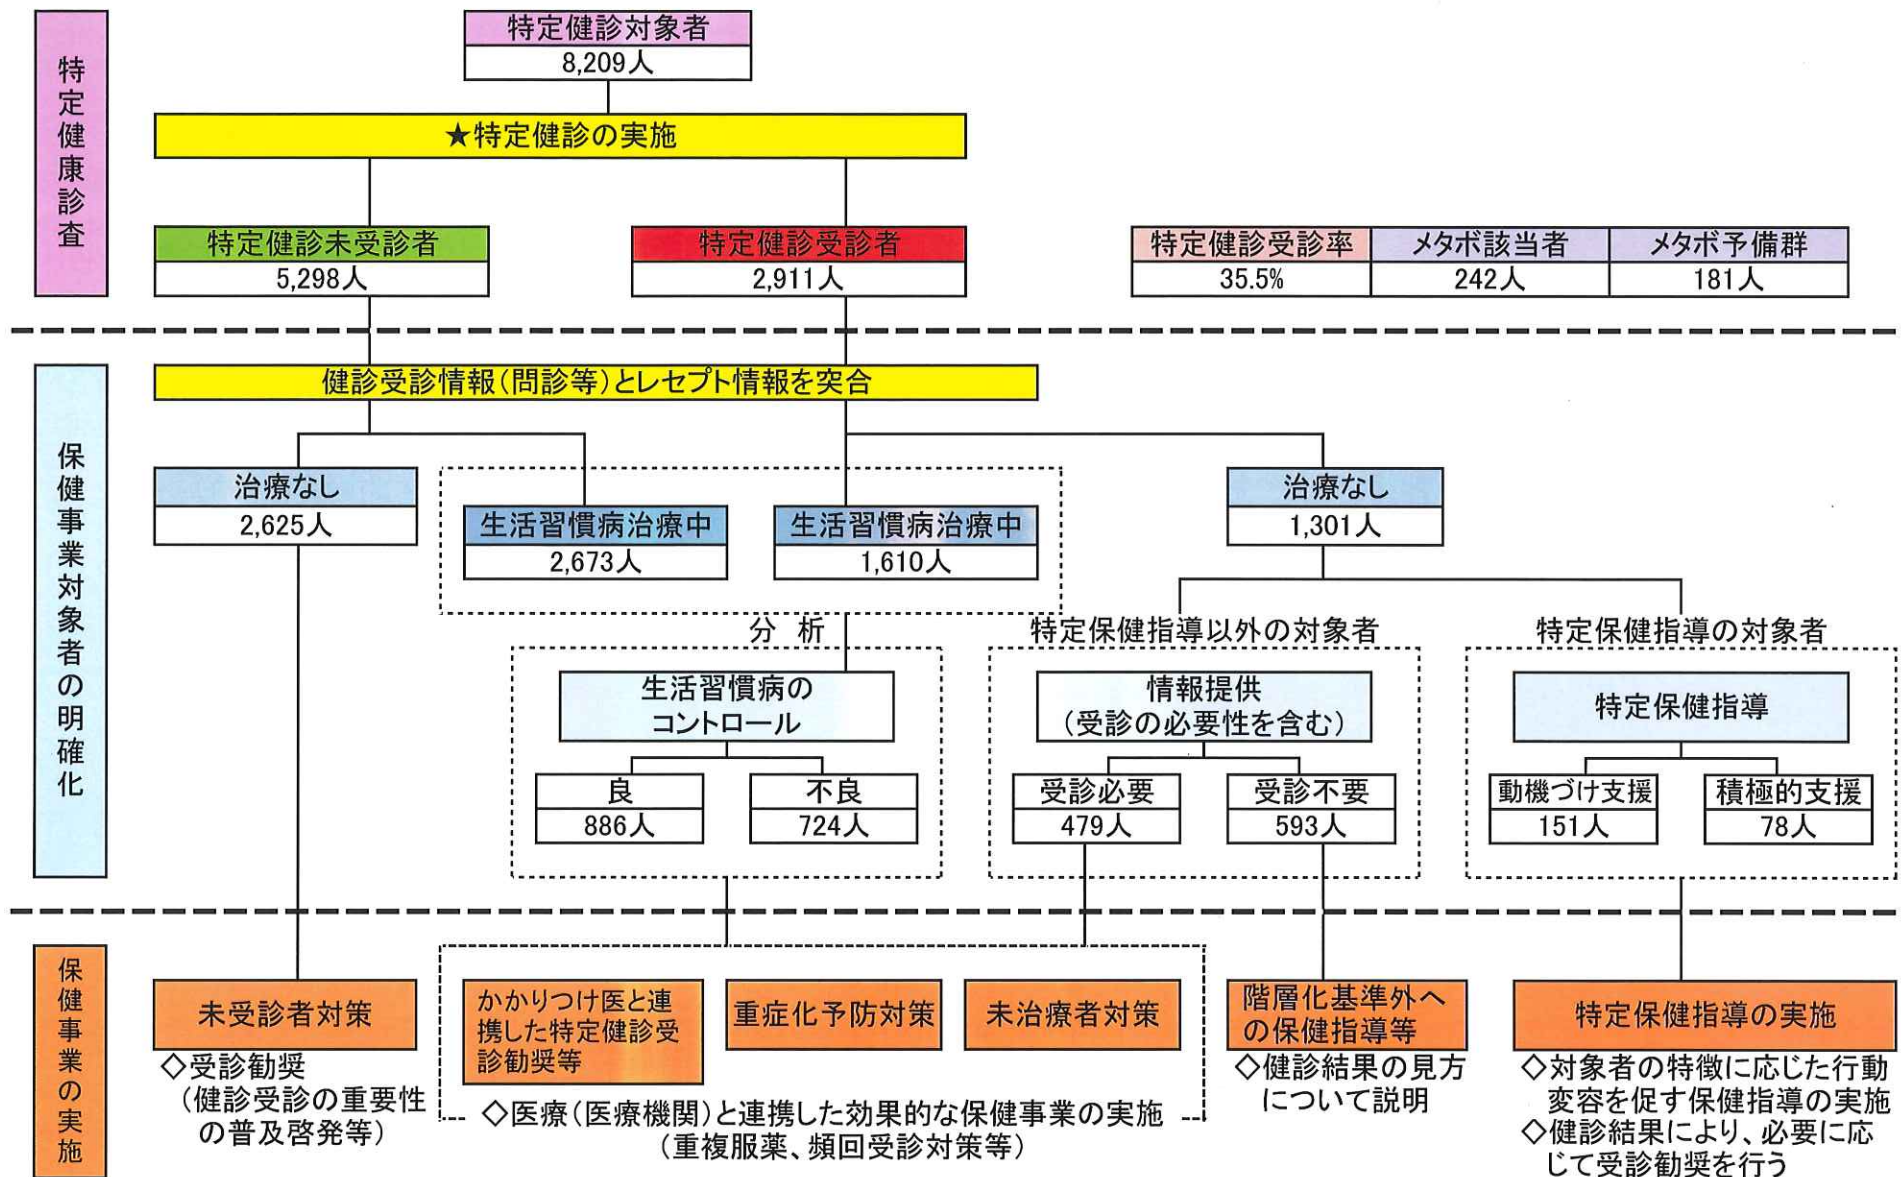 特定健康診査
特定健診対象者
8,209人
★特定健診の実施
特定健診未受診者
5,298人
特定健診受診者
2,911人
特定健診受診率
メタボ該当者
メタボ予備群
35.5%
242人
181人
保健事業対象者の明確化
健診受診情報(問診等)とレセプト情報を突合
治療なし
2,625人
生活習慣病治療中
2,673人
生活習慣病治療中
1,610人
治療なし
1,301人
分 析
特定保健指導以外の対象者
特定保健指導の対象者
生活習慣病の
コントロール
情報提供
(受診の必要性を含む)
特定保健指導
良
886人
不良
724人
受診必要
479人
受診不要
593人
動機づけ支援
151人
積極的支援
78人
保健事業の実施
未受診者対策
◇受診勧奨
(健診受診の重要性
の普及啓発等)
かかりつけ医と連
携した特定健診受
診勧奨等
重症化予防対策
未治療者対策
◇医療(医療機関)と連携した効果的な保健事業の実施
(重複服薬、頻回受診対策等)
階層化基準外へ
の保健指導等
◇健診結果の見方
について説明
特定保健指導の実施
◇対象者の特徴に応じた行動
変容を促す保健指導の実施
◇健診結果により、必要に応
じて受診勧奨を行う